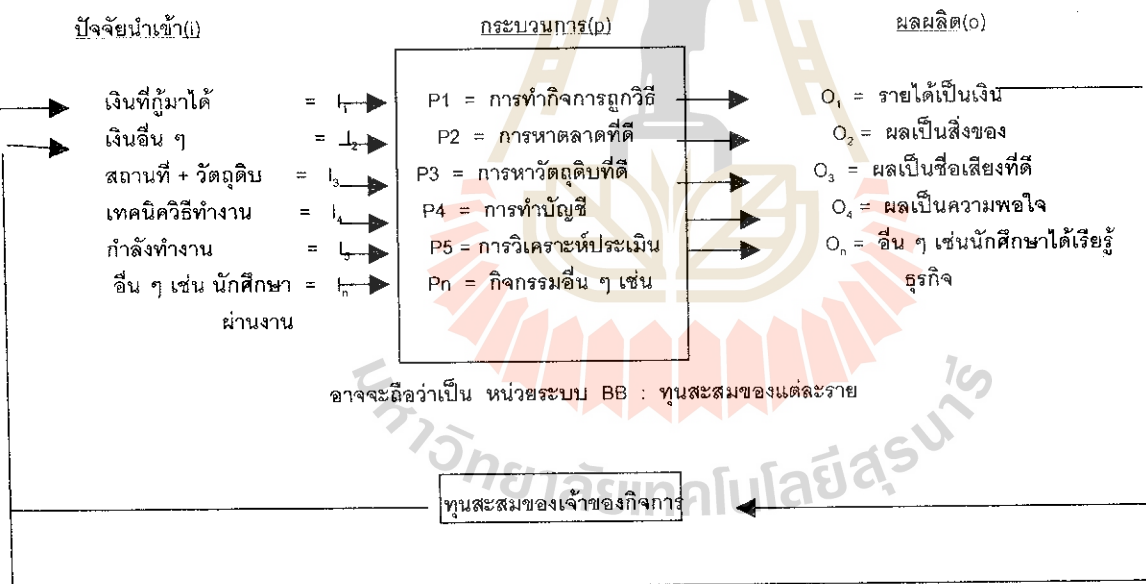 ปัจจัยนำเข้า(i) กระบวนการ(p) ผลผลิต(o)
เงินที่กู้มาได้ = I₁ P1 = การทำกิจการถูกวิธี O₁ = รายได้เป็นเงิน
เงินอื่น ๆ = I₂ P2 = การหาตลาดที่ดี O₂ = ผลเป็นสิ่งของ
สถานที่ + วัตถุดิบ = I₃ P3 = การหาวัตถุดิบที่ดี O₃ = ผลเป็นชื่อเสียงที่ดี
เทคนิควิธีทำงาน = I₄ P4 = การทำบัญชี O₄ = ผลเป็นความพอใจ
กำลังทำงาน = I₅ P5 = การวิเคราะห์ประเมิน Oₙ = อื่น ๆ เช่นนักศึกษาได้เรียรู้
อื่น ๆ เช่น นักศึกษา = Iₙ Pn = กิจกรรมอื่น ๆ เช่น ธุรกิจ
ผ่านงาน
อาจจะถือว่าเป็น หน่วยระบบ BB : ทุนสะสมของแต่ละราย
มหาวิทยาลัยเทคโนโลยีสุรนารี
ทุนสะสมของเจ้าของกิจการ